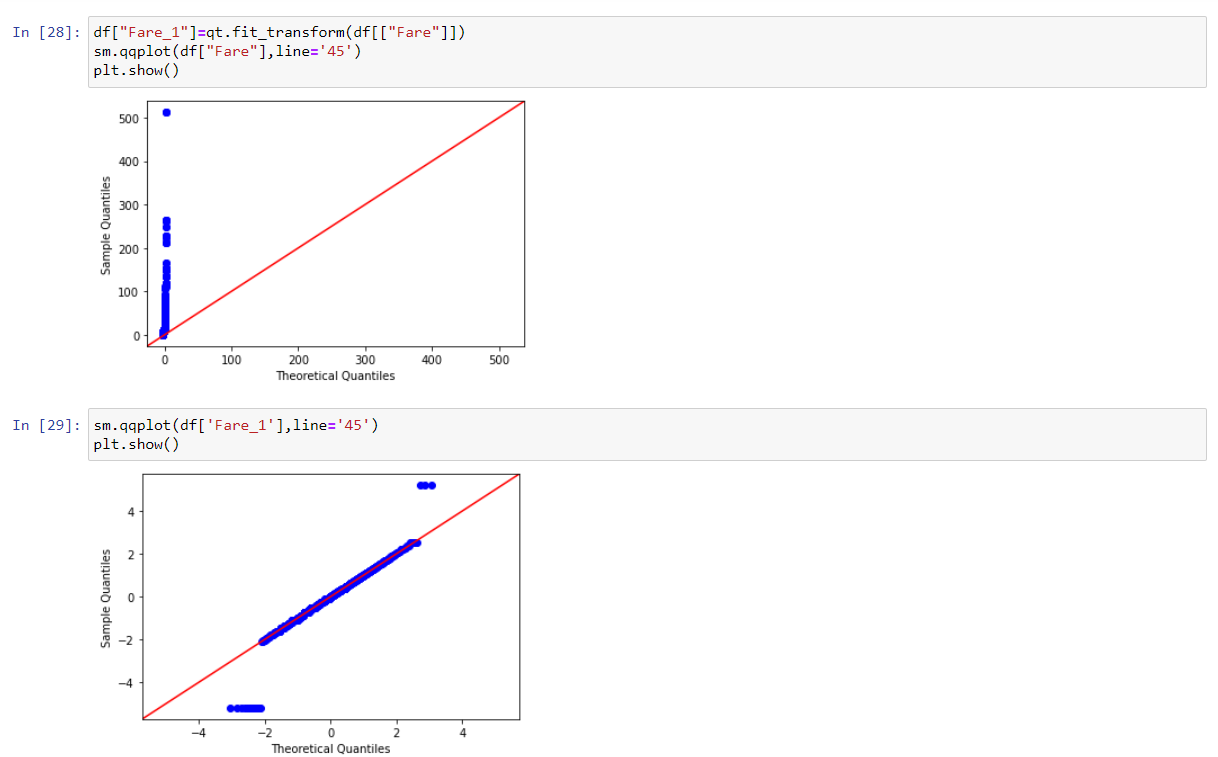 In [28]: df["Fare_1"]=qt.fit_transform(df[["Fare"]])
sm.qqplot(df["Fare"],line='45')
plt.show()
500
400
300
200
100
0
Sample Quantiles
0 100 200 300 400 500
Theoretical Quantiles
In [29]: sm.qqplot(df['Fare_1'],line='45')
plt.show()
4
2
0
−2
−4
Sample Quantiles
−4 −2 0 2 4
Theoretical Quantiles